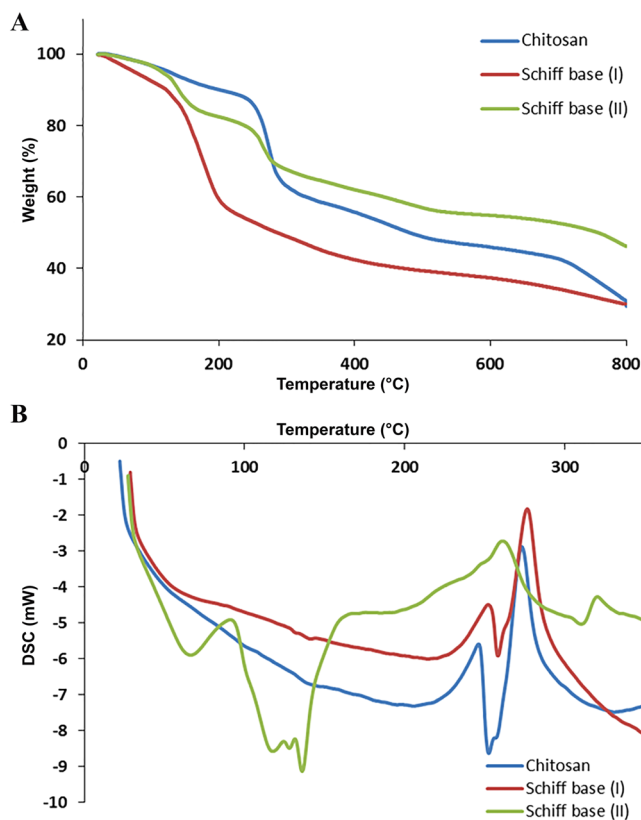 A
Weight (%)
100
80
60
40
20
0
200
400
600
800
Temperature (°C)
Chitosan
Schiff base (I)
Schiff base (II)
B
Temperature (°C)
0
100
200
300
DSC (mW)
0
-1
-2
-3
-4
-5
-6
-7
-8
-9
-10
Chitosan
Schiff base (I)
Schiff base (II)